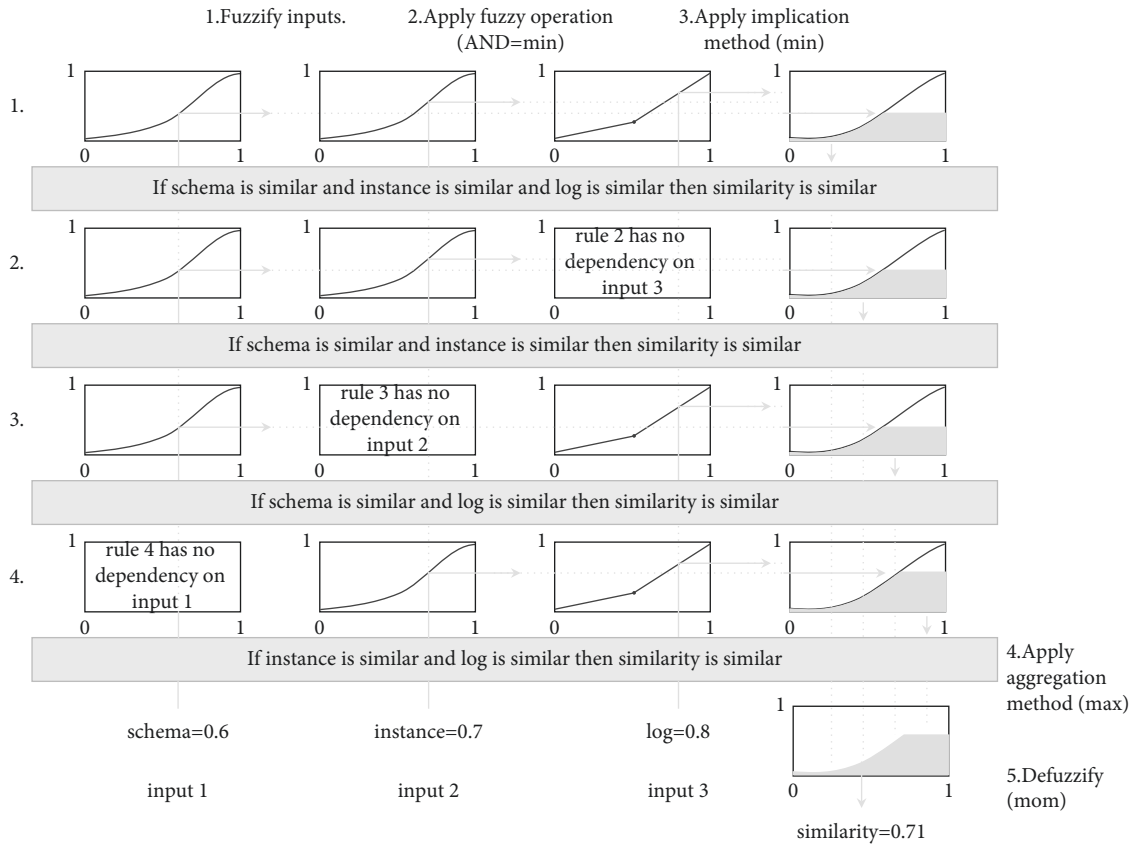 1.Fuzzify inputs.
2.Apply fuzzy operation
(AND=min)
3.Apply implication
method (min)
1.
1
0
1
1
0
1
1
0
1
1
0
1
If schema is similar and instance is similar and log is similar then similarity is similar
2.
1
0
1
1
0
1
1
rule 2 has no
dependency on
input 3
0
1
1
0
1
If schema is similar and instance is similar then similarity is similar
3.
1
0
1
1
rule 3 has no
dependency on
input 2
0
1
1
0
1
1
0
1
If schema is similar and log is similar then similarity is similar
4.
1
rule 4 has no
dependency on
input 1
0
1
1
0
1
1
0
1
1
0
1
If instance is similar and log is similar then similarity is similar
4.Apply
aggregation
method (max)
schema=0.6
instance=0.7
log=0.8
1
0
1
input 1
input 2
input 3
5.Defuzzify
(mom)
similarity=0.71